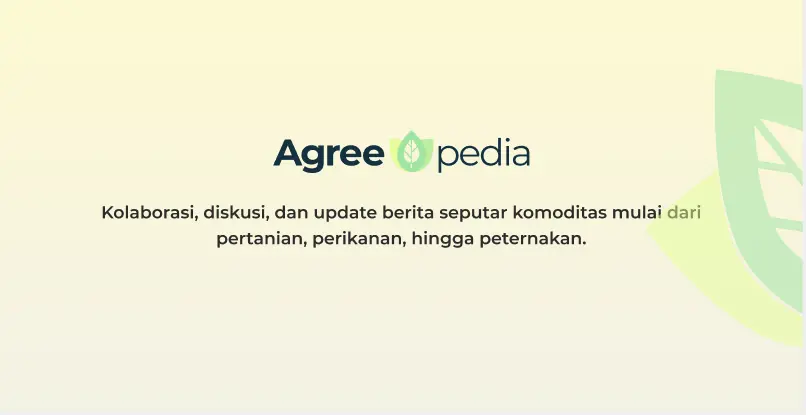 Agree pedia
Kolaborasi, diskusi, dan update berita seputar komoditas mulai dari
pertanian, perikanan, hingga peternakan.